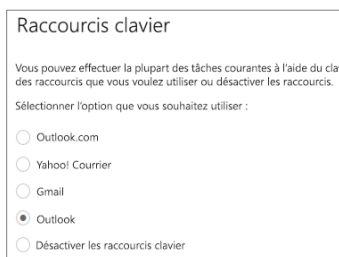 Raccourcis clavier
Vous pouvez effectuer la plupart des tâches courantes à l'aide du
des raccourcis que vous voulez utiliser ou désactiver les raccourcis.
Sélectionner l'option que vous souhaitez utiliser :
Outlook.com
Yahoo! Courrier
Gmail
Outlook
Désactiver les raccourcis clavier